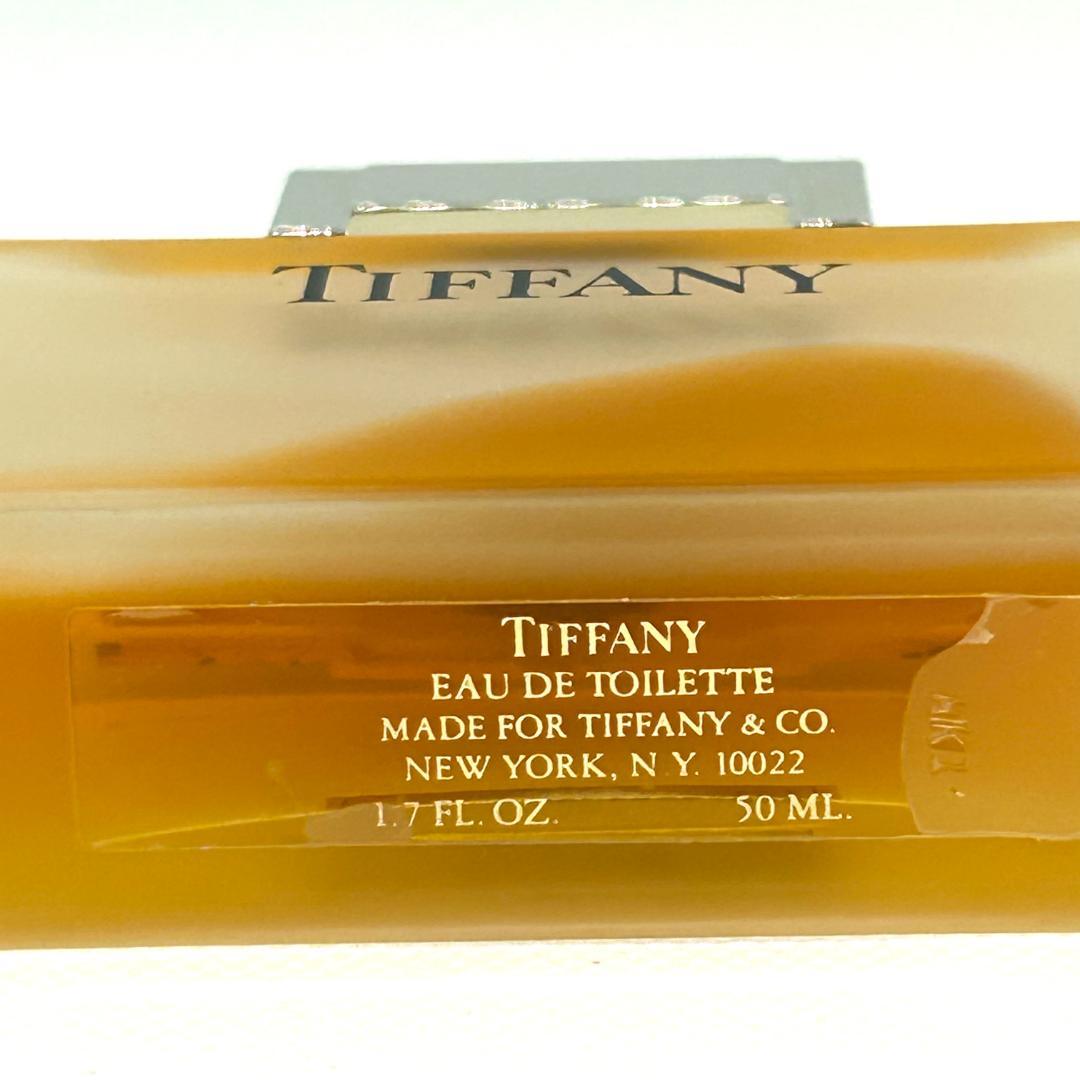 TIFFANY
TIFFANY
EAU DE TOILETTE
MADE FOR TIFFANY & CO.
NEW YORK, N.Y. 10022
1.7 FL. OZ. 50 ML.